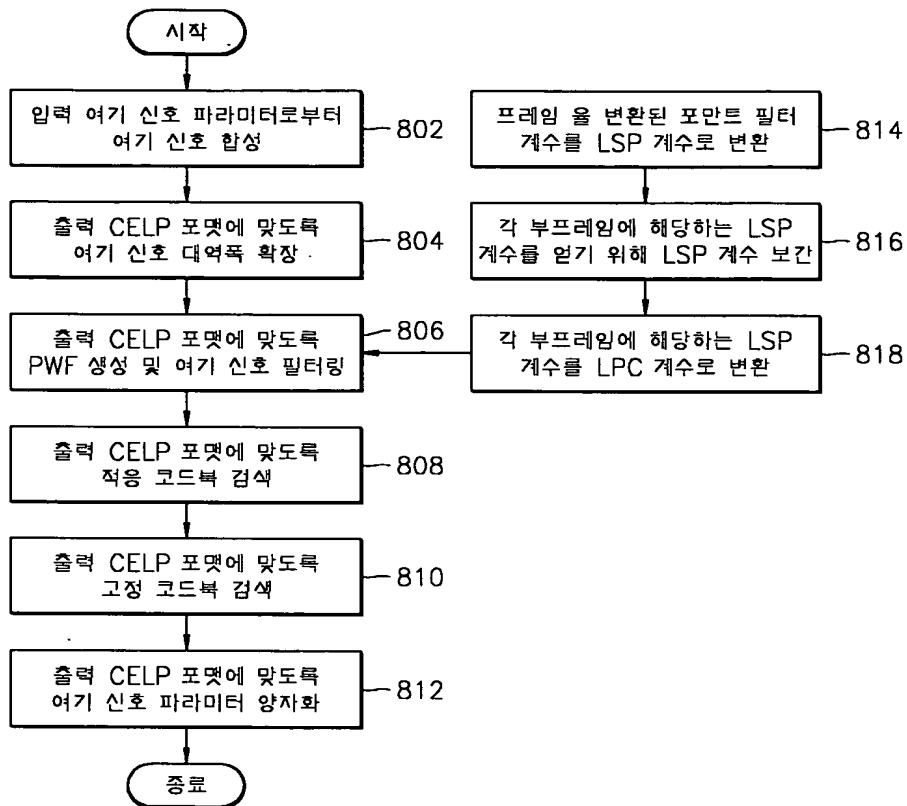 시작
입력 여기 신호 파라미터로부터
여기 신호 합성
802
출력 CELP 포맷에 맞도록
여기 신호 대역폭 확장
804
출력 CELP 포맷에 맞도록
PWF 생성 및 여기 신호 필터링
806
출력 CELP 포맷에 맞도록
적응 코드북 검색
808
출력 CELP 포맷에 맞도록
고정 코드북 검색
810
출력 CELP 포맷에 맞도록
여기 신호 파라미터 양자화
812
종료
프레임 율 변환된 포만트 필터
계수를 LSP 계수로 변환
814
각 부프레임에 해당하는 LSP
계수를 얻기 위해 LSP 계수 보간
816
각 부프레임에 해당하는 LSP
계수를 LPC 계수로 변환
818